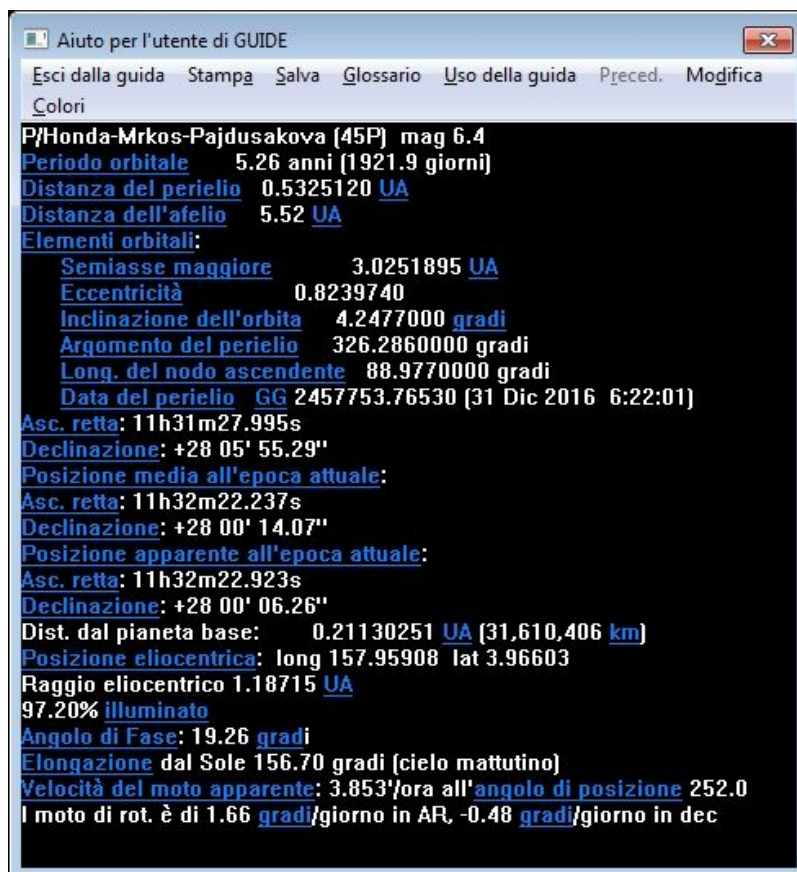 Aiuto per l'utente di GUIDE
Esci dalla guida Stampa Salva Glossario Uso della guida Preced. Modifica
Colori
P/Honda-Mrkos-Pajdusakova (45P) mag 6.4
Periodo orbitale 5.26 anni (1921.9 giorni)
Distanza del perielio 0.5325120 UA
Distanza dell'afelio 5.52 UA
Elementi orbitali:
Semiasse maggiore 3.0251895 UA
Eccentricità 0.8239740
Inclinazione dell'orbita 4.2477000 gradi
Argomento del perielio 326.2860000 gradi
Long. del nodo ascendente 88.9770000 gradi
Data del perielio GG 2457753.76530 (31 Dic 2016 6:22:01)
Asc. retta: 11h31m27.995s
Declinazione: +28 05' 55.29''
Posizione media all'epoca attuale:
Asc. retta: 11h32m22.237s
Declinazione: +28 00' 14.07''
Posizione apparente all'epoca attuale:
Asc. retta: 11h32m22.923s
Declinazione: +28 00' 06.26''
Dist. dal pianeta base: 0.21130251 UA (31,610,406 km)
Posizione eliocentrica: long 157.95908 lat 3.96603
Raggio eliocentrico 1.18715 UA
97.20% illuminato
Angolo di Fase: 19.26 gradi
Elongazione dal Sole 156.70 gradi (cielo mattutino)
Velocità del moto apparente: 3.853'/ora all'angolo di posizione 252.0
I moto di rot. è di 1.66 gradi/giorno in AR, -0.48 gradi/giorno in dec